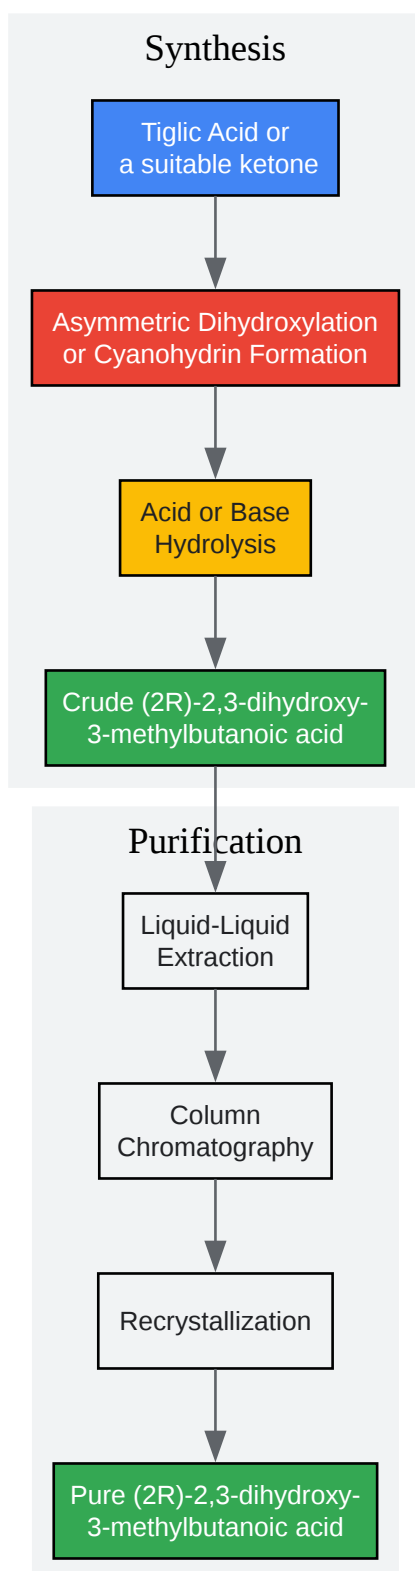 Synthesis
Tiglic Acid or
a suitable ketone
Asymmetric Dihydroxylation
or Cyanohydrin Formation
Acid or Base
Hydrolysis
Crude (2R)-2,3-dihydroxy-
3-methylbutanoic acid
Purification
Liquid-Liquid
Extraction
Column
Chromatography
Recrystallization
Pure (2R)-2,3-dihydroxy-
3-methylbutanoic acid